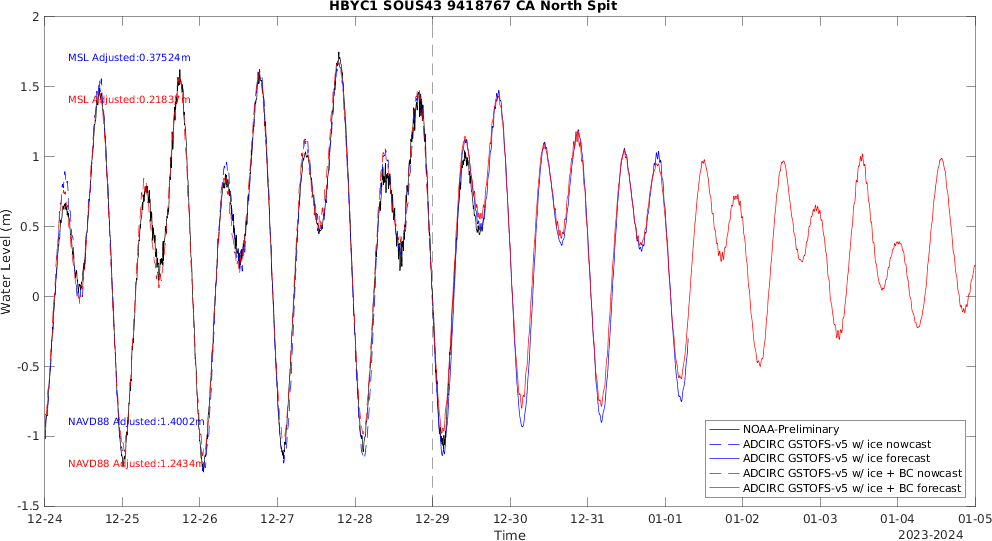 HBYC1 SOUS43 9418767 CA North Spit
2
1.5
1
0.5
0
-0.5
-1
-1.5
Water Level (m)
MSL Adjusted:0.37524m
MSL Adjusted:0.21837m
NAVD88 Adjusted:1.4002m
NAVD88 Adjusted:1.2434m
NOAA-Preliminary
ADCIRC GSTOFS-v5 w/ ice nowcast
ADCIRC GSTOFS-v5 w/ ice forecast
ADCIRC GSTOFS-v5 w/ ice + BC nowcast
ADCIRC GSTOFS-v5 w/ ice + BC forecast
12-24 12-25 12-26 12-27 12-28 12-29 12-30 12-31 01-01 01-02 01-03 01-04 01-05
Time
2023-2024